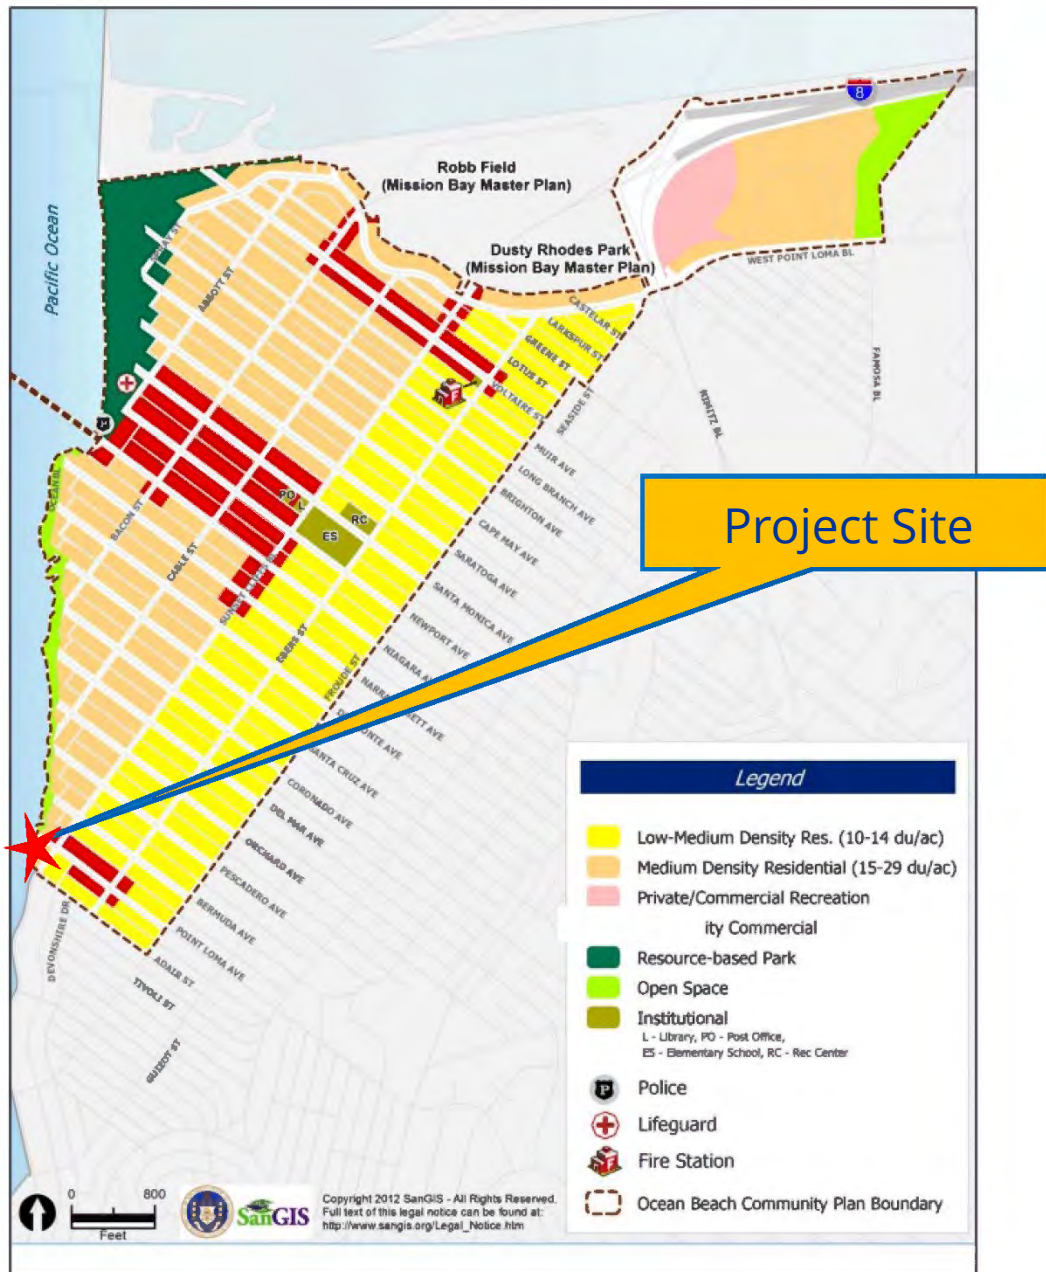 8
Robb Field
(Mission Bay Master Plan)
Pacific Ocean
Dusty Rhodes Park
(Mission Bay Master Plan)
WEST POINT LOMA BL
ABBOTT ST
CASTELAR ST
LARKSPUR ST
GREENE ST
LOTUS ST
VOLTAIRE ST
SEASIDE ST
FAMOSA BL
NIMITZ BL
MUIR AVE
LONG BRANCH AVE
BRIGHTON AVE
CAPE MAY AVE
SARATOGA AVE
SANTA MONICA AVE
NEWPORT AVE
NIAGARA
Project Site
P
F
PO
L
RC
ES
OCEAN BL
BACON ST
CABLE ST
SUNSET
EBERS ST
FROUDE ST
SANTA CRUZ AVE
CORONADO AVE
DEL MAR AVE
ORCHARD AVE
PESCADERO AVE
BERMUDA AVE
POINT LOMA AVE
ADAIR ST
TIVOLI ST
GUIZOT ST
DEVONSHIRE DR
Legend
Low-Medium Density Res. (10-14 du/ac)
Medium Density Residential (15-29 du/ac)
Private/Commercial Recreation
ity Commercial
Resource-based Park
Open Space
Institutional
L - Library, PO - Post Office,
ES - Elementary School, RC - Rec Center
P Police
Lifeguard
Fire Station
Ocean Beach Community Plan Boundary
0 800
Feet
SanGIS
Copyright 2012 SanGIS - All Rights Reserved.
Full text of this legal notice can be found at:
http://www.sangis.org/Legal_Notice.htm